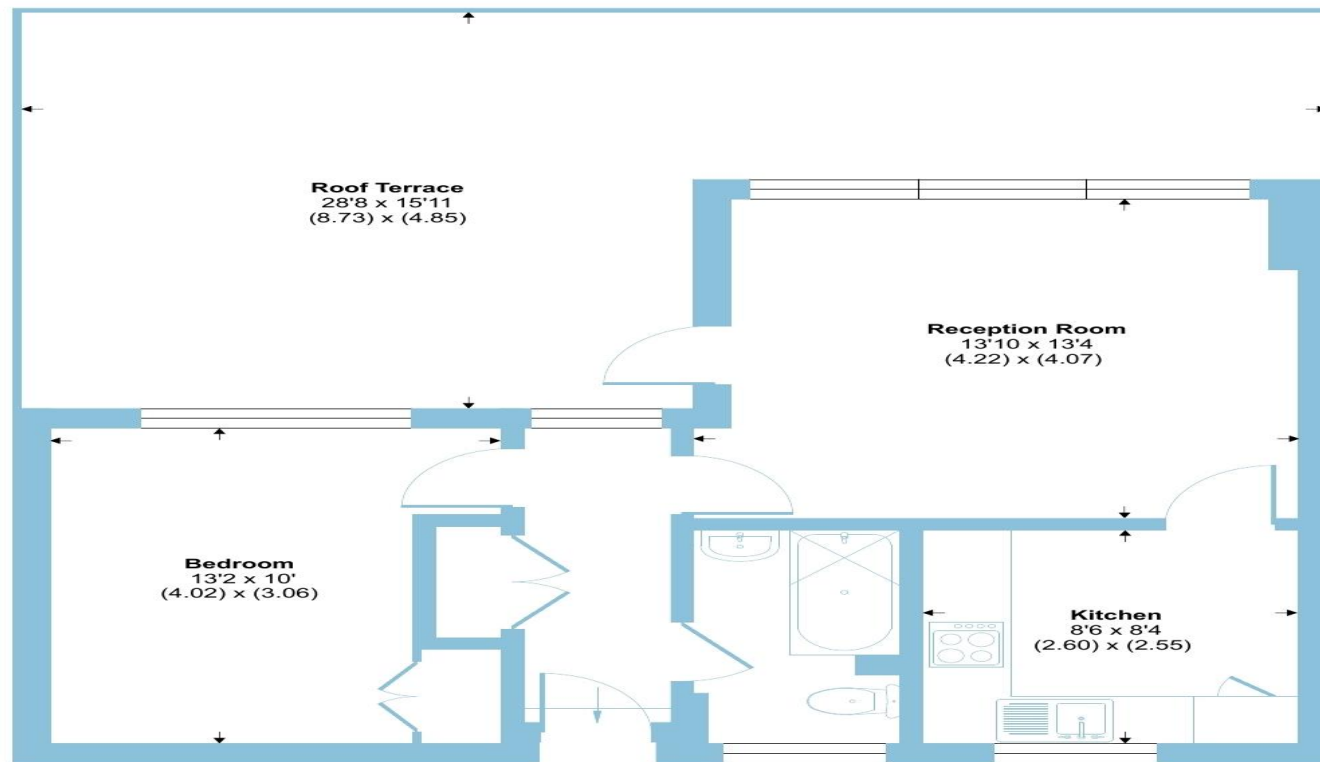 Roof Terrace
28'8 x 15'11
(8.73) x (4.85)
Reception Room
13'10 x 13'4
(4.22) x (4.07)
Bedroom
13'2 x 10'
(4.02) x (3.06)
Kitchen
8'6 x 8'4
(2.60) x (2.55)